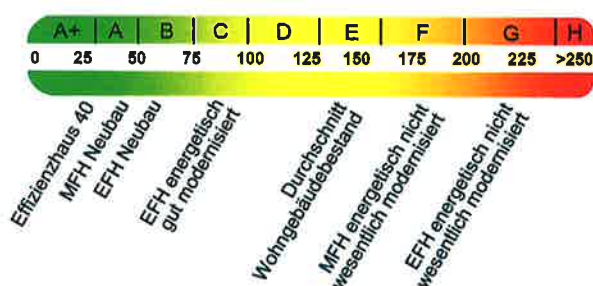 A+ A B C D E F G H
0 25 50 75 100 125 150 175 200 225 >250
Effizienzhaus 40
MFH Neubau
EFH Neubau
EFH energetisch
gut modernisiert
Durchschnitt
Wohngebäudebestand
MFH energetisch nicht
wesentlich modernisiert
EFH energetisch nicht
wesentlich modernisiert